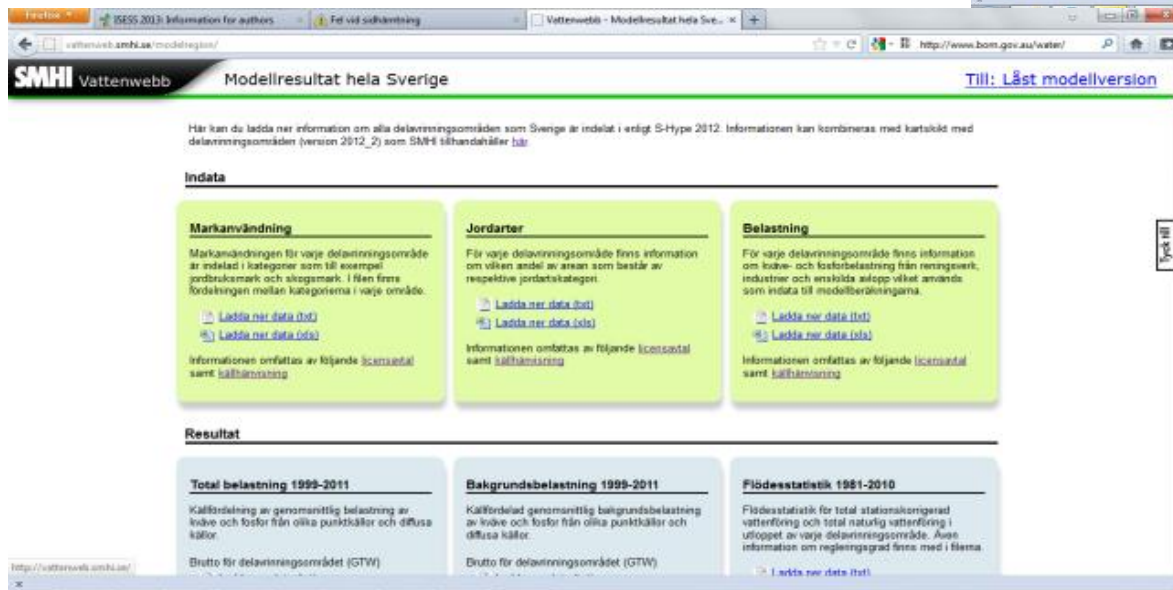 Firefox
ISESS 2013: Information for authors
Fel vid sidhämtning
Vattenwebb - Modellresultat hela Sve...
vattenweb.smhi.se/modelregion/
http://www.bom.gov.au/water/
SMHI Vattenwebb
Modellresultat hela Sverige
Till: Låst modellversion
Här kan du ladda ner information om alla delavrinningsområden som Sverige är indelat i enligt S-Hype 2012. Informationen kan kombineras med kartskikt med
delavrinningsområden (version 2012_2) som SMHI tillhandahåller här
Indata
Markanvändning
Markanvändningen för varje delavrinningsområde
är indelad i kategorier som till exempel
jordbruksmark och skogsmark. I filen finns
fördelningen mellan kategorierna i varje område.
Ladda ner data (txt)
Ladda ner data (xls)
Informationen omfattas av följande licensavtal
samt källhänvisning
Jordarter
För varje delavrinningsområde finns information
om vilken andel av arean som består av
respektive jordartskategori.
Ladda ner data (txt)
Ladda ner data (xls)
Informationen omfattas av följande licensavtal
samt källhänvisning
Belastning
För varje delavrinningsområde finns information
om kväve- och fosforbelastning från reningsverk,
industrier och enskilda avlopp vilket används
som indata till modellberäkningarna.
Ladda ner data (txt)
Ladda ner data (xls)
Informationen omfattas av följande licensavtal
samt källhänvisning
Tyck till
Resultat
Total belastning 1999-2011
Källfördelning av genomsnittlig belastning av
kväve och fosfor från olika punktkällor och diffusa
källor.
Brutto för delavrinningsområdet (GTW)
Bakgrundsbelastning 1999-2011
Källfördelad genomsnittlig bakgrundsbelastning
av kväve och fosfor från olika punktkällor och
diffusa källor.
Brutto för delavrinningsområdet (GTW)
Flödesstatistik 1981-2010
Flödesstatistik för total stationskorrigerad
vattenföring och total naturlig vattenföring i
utloppet av varje delavrinningsområde. Även
information om regleringsgrad finns med i filerna.
Ladda ner data (txt)
http://vattenweb.smhi.se/